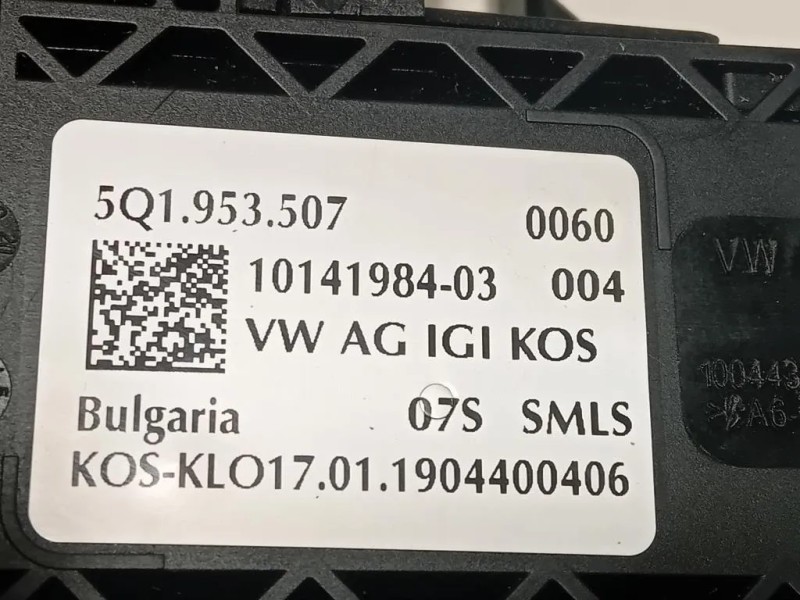 5Q1.953.507 0060
10141984-03 004
VW AG IGI KOS
Bulgaria 07S SMLS
KOS-KLO17.01.1904400406
VW